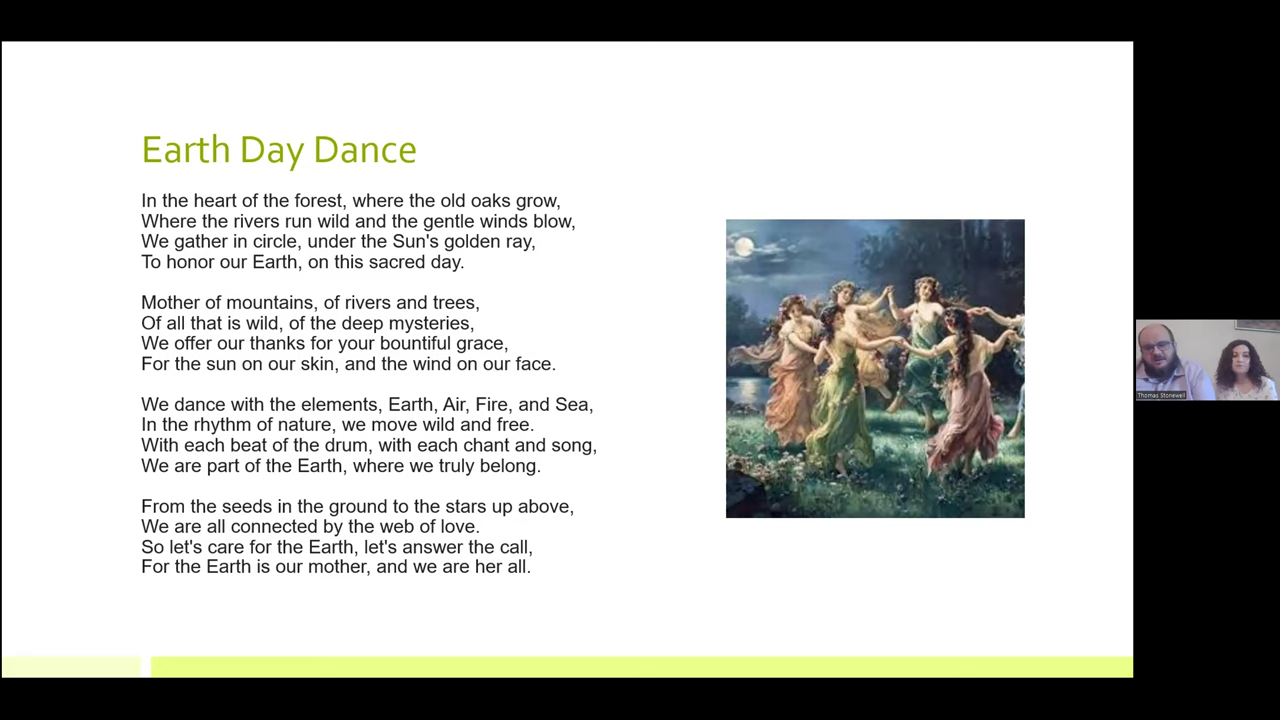 Earth Day Dance
In the heart of the forest, where the old oaks grow,
Where the rivers run wild and the gentle winds blow,
We gather in circle, under the Sun's golden ray,
To honor our Earth, on this sacred day.
Mother of mountains, of rivers and trees,
Of all that is wild, of the deep mysteries,
We offer our thanks for your bountiful grace,
For the sun on our skin, and the wind on our face.
We dance with the elements, Earth, Air, Fire, and Sea,
In the rhythm of nature, we move wild and free.
With each beat of the drum, with each chant and song,
We are part of the Earth, where we truly belong.
From the seeds in the ground to the stars up above,
We are all connected by the web of love.
So let's care for the Earth, let's answer the call,
For the Earth is our mother, and we are her all.
Thomas Stonewell